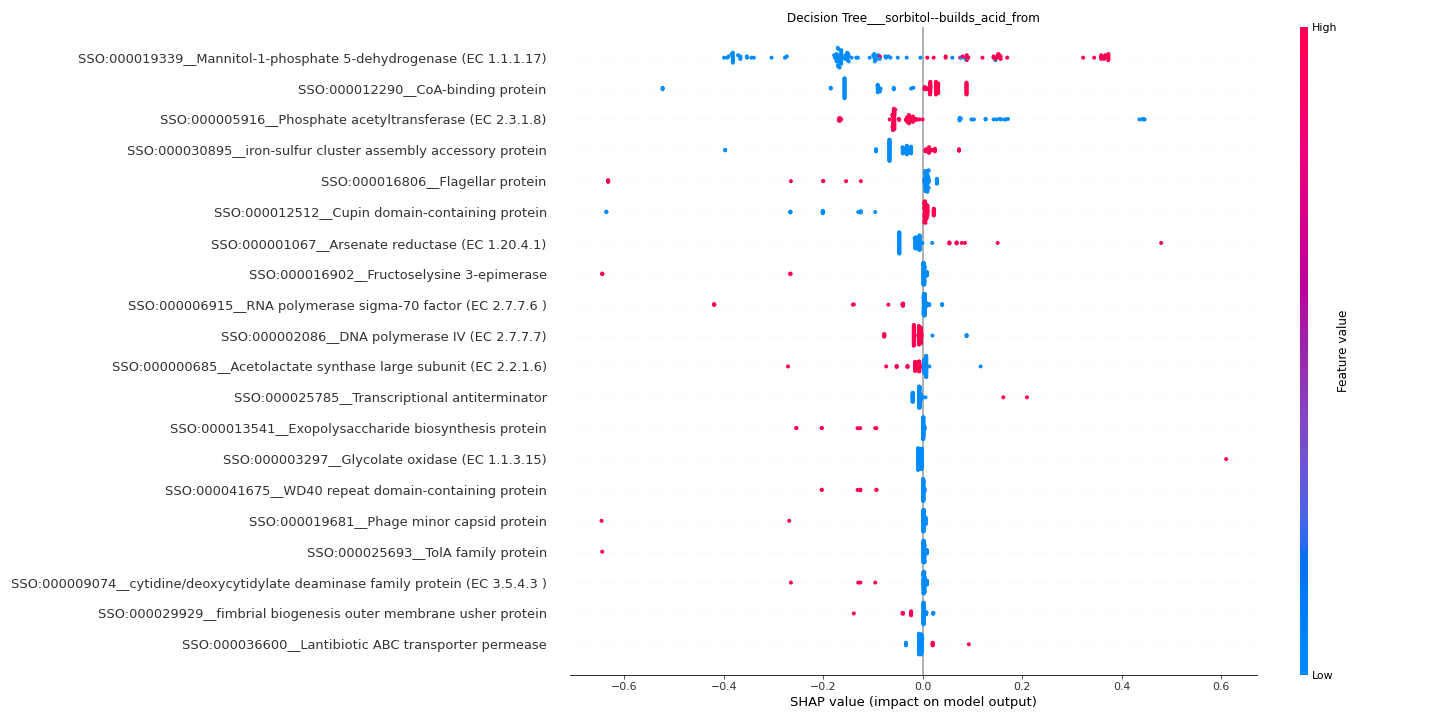 Decision Tree___sorbitol--builds_acid_from
High
SSO:000019339__Mannitol-1-phosphate 5-dehydrogenase (EC 1.1.1.17)
SSO:000012290__CoA-binding protein
SSO:000005916__Phosphate acetyltransferase (EC 2.3.1.8)
SSO:000030895__iron-sulfur cluster assembly accessory protein
SSO:000016806__Flagellar protein
SSO:000012512__Cupin domain-containing protein
SSO:000001067__Arsenate reductase (EC 1.20.4.1)
SSO:000016902__Fructoselysine 3-epimerase
SSO:000006915__RNA polymerase sigma-70 factor (EC 2.7.7.6 )
SSO:000002086__DNA polymerase IV (EC 2.7.7.7)
SSO:000000685__Acetolactate synthase large subunit (EC 2.2.1.6)
SSO:000025785__Transcriptional antiterminator
SSO:000013541__Exopolysaccharide biosynthesis protein
SSO:000003297__Glycolate oxidase (EC 1.1.3.15)
SSO:000041675__WD40 repeat domain-containing protein
SSO:000019681__Phage minor capsid protein
SSO:000025693__TolA family protein
SSO:000009074__cytidine/deoxycytidylate deaminase family protein (EC 3.5.4.3 )
SSO:000029929__fimbrial biogenesis outer membrane usher protein
SSO:000036600__Lantibiotic ABC transporter permease
Feature value
Low
−0.6 −0.4 −0.2 0.0 0.2 0.4 0.6
SHAP value (impact on model output)